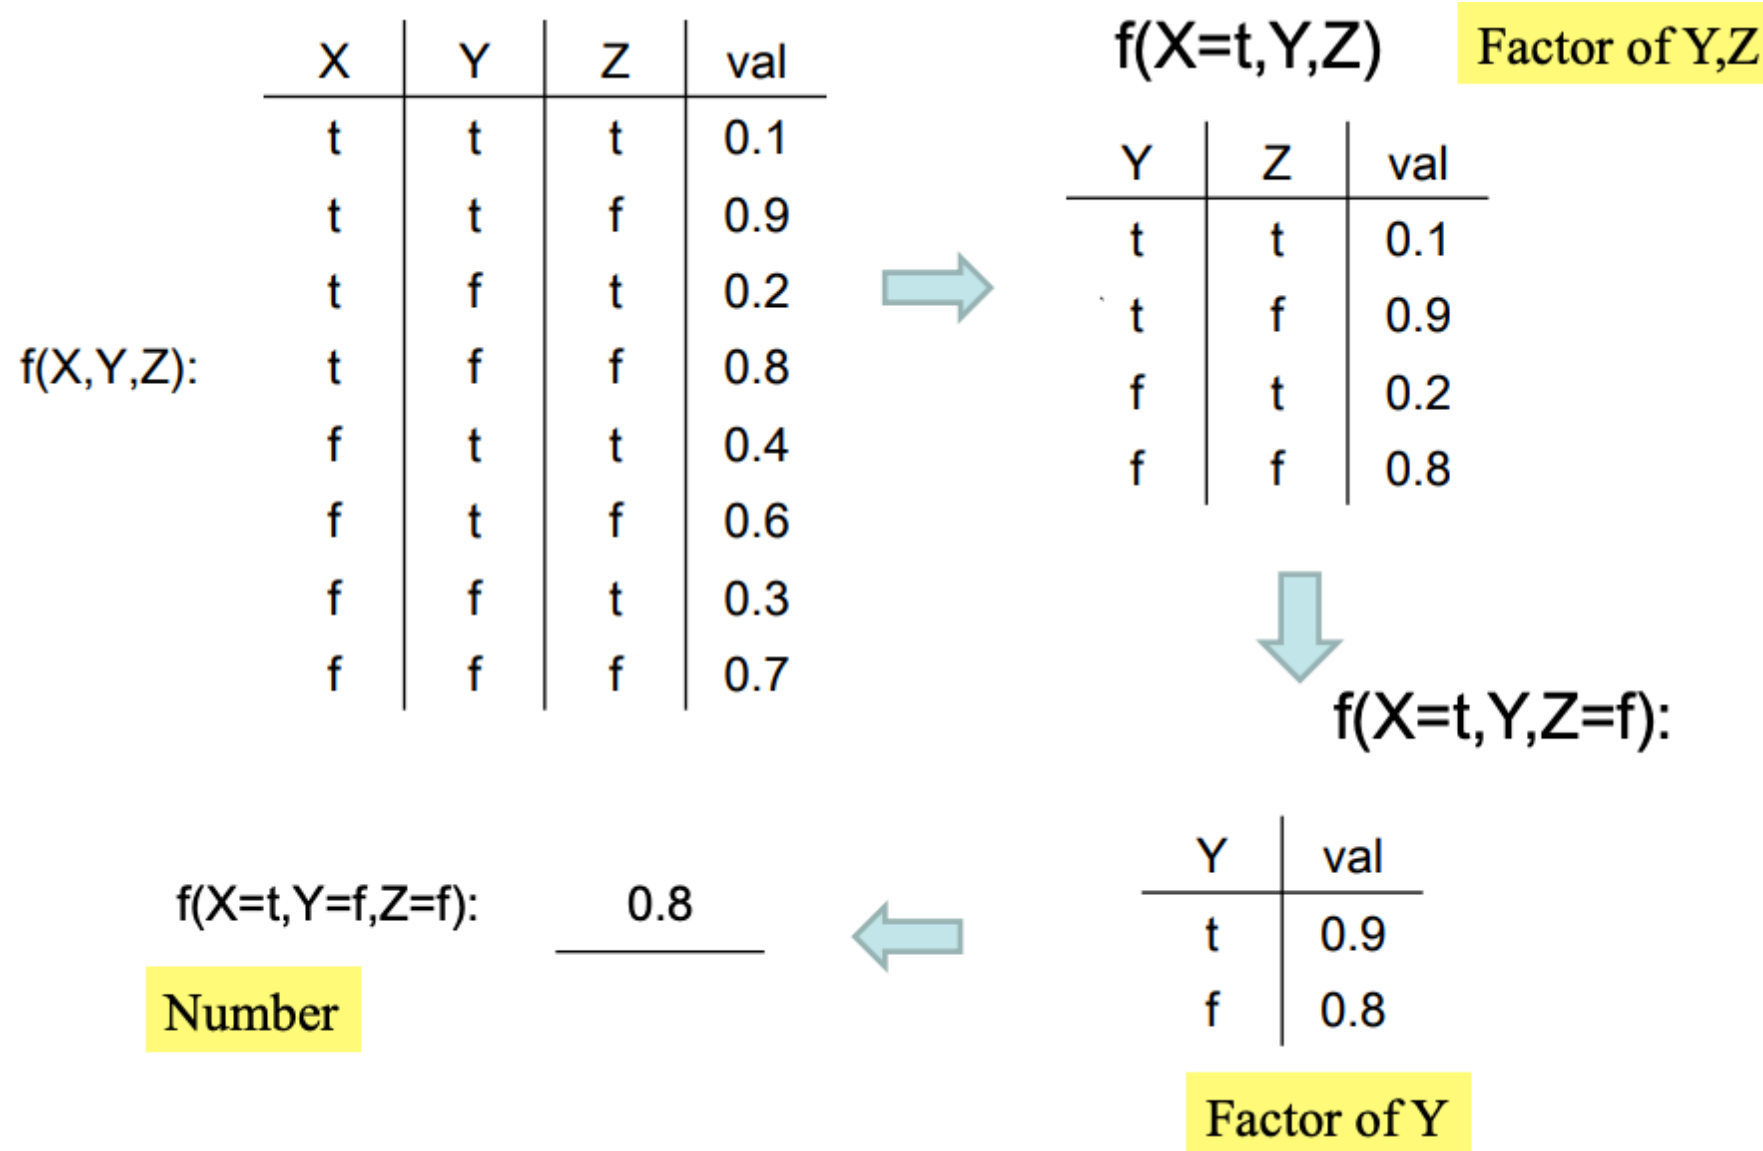 f(X,Y,Z):
X Y Z val
t t t 0.1
t t f 0.9
t f t 0.2
t f f 0.8
f t t 0.4
f t f 0.6
f f t 0.3
f f f 0.7
f(X=t,Y,Z)
Factor of Y,Z
Y Z val
t t 0.1
t f 0.9
f t 0.2
f f 0.8
f(X=t,Y,Z=f):
Y val
t 0.9
f 0.8
Factor of Y
f(X=t,Y=f,Z=f): 0.8
Number